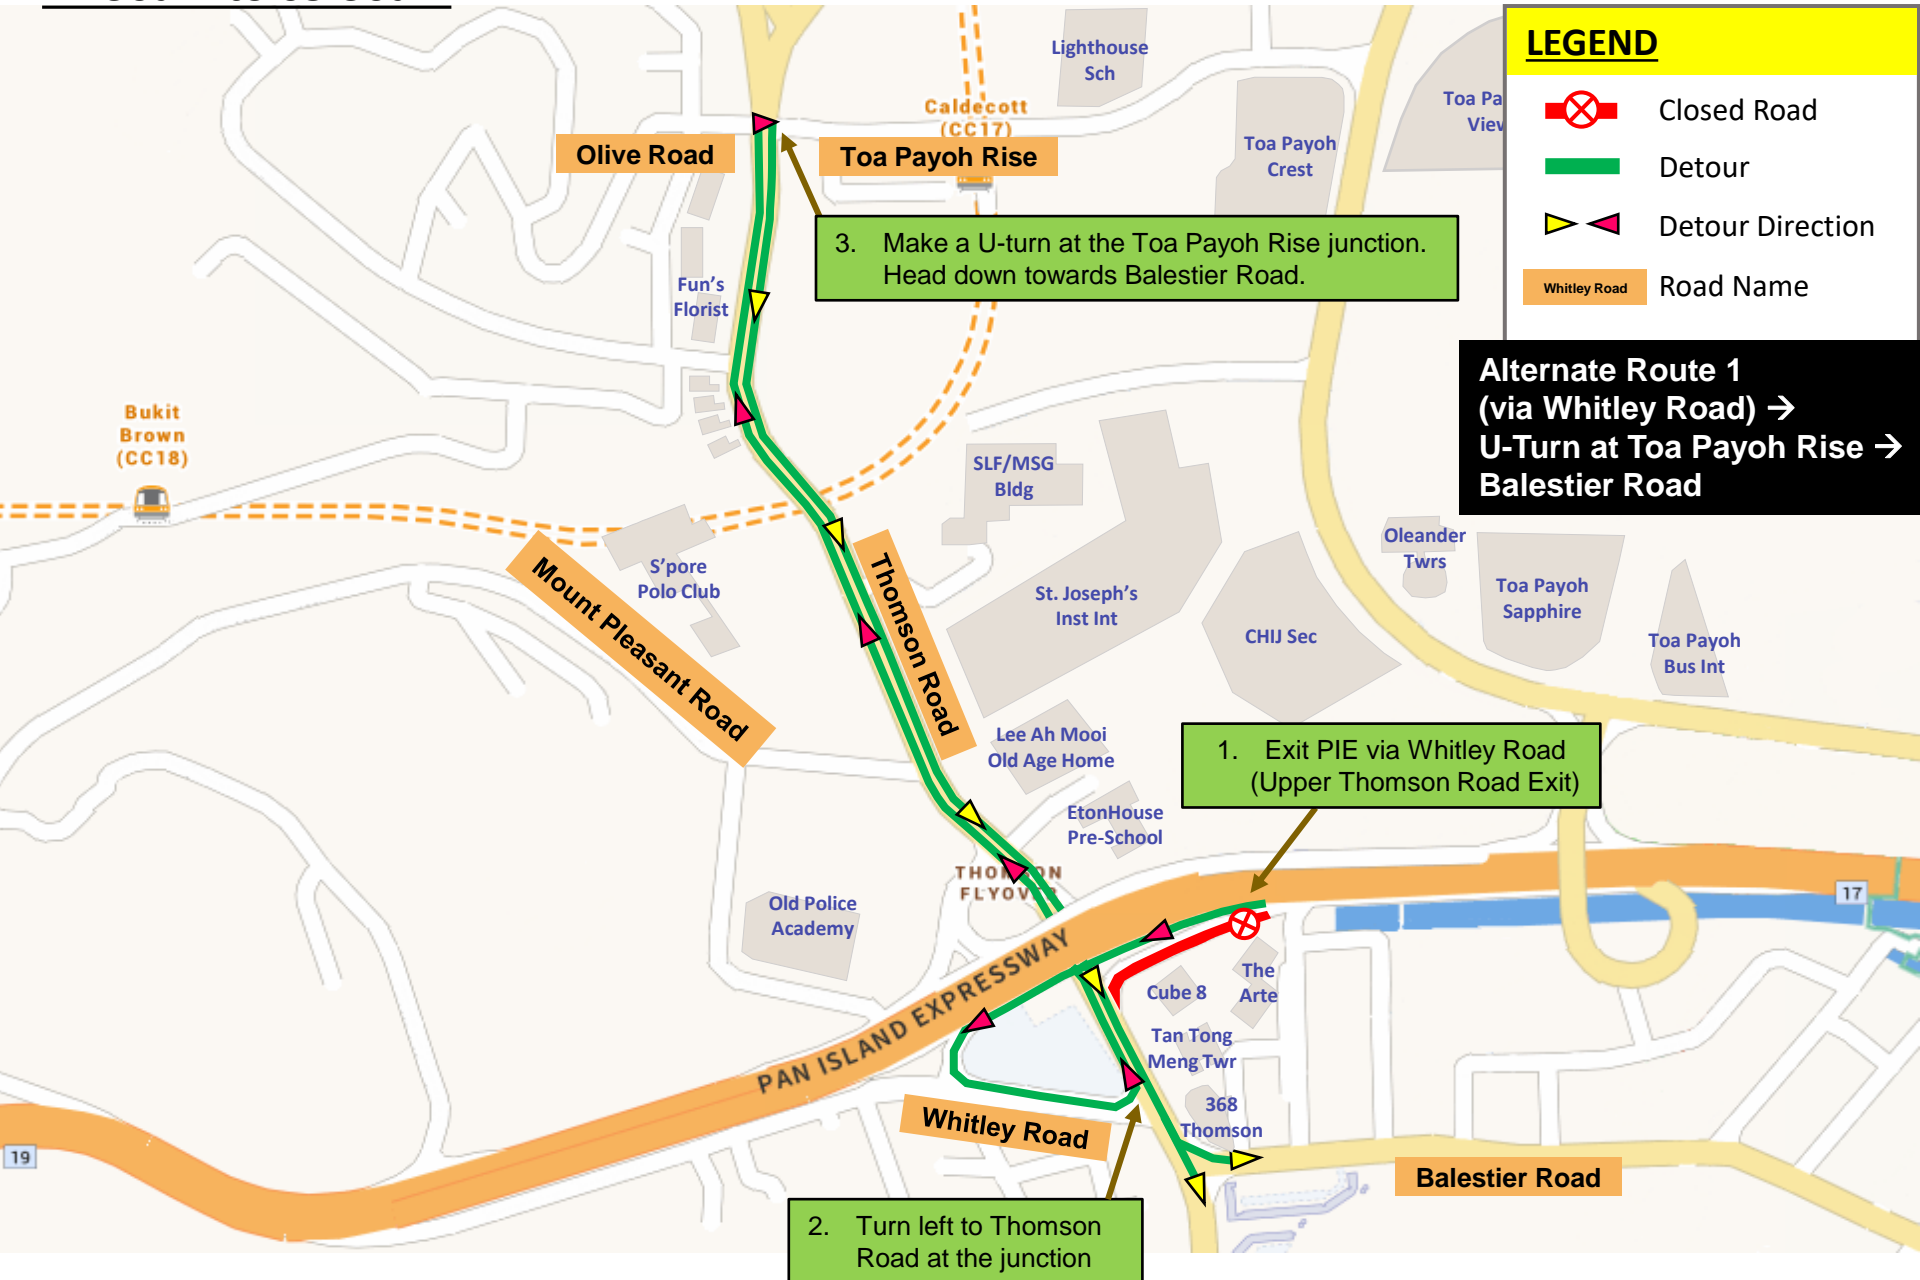 LEGEND
Closed Road
Detour
Detour Direction
Whitley Road
Road Name
Alternate Route 1
(via Whitley Road) →
U-Turn at Toa Payoh Rise →
Balestier Road
Lighthouse
Sch
Caldecott
(CC17)
Olive Road
Toa Payoh Rise
Toa Payoh
Crest
3. Make a U-turn at the Toa Payoh Rise junction.
Head down towards Balestier Road.
Fun's
Florist
Bukit
Brown
(CC18)
SLF/MSG
Bldg
S'pore
Polo Club
Mount Pleasant Road
Thomson Road
St. Joseph's
Inst Int
CHIJ Sec
Oleander
Twrs
Toa Payoh
Sapphire
Toa Payoh
Bus Int
Lee Ah Mooi
Old Age Home
1. Exit PIE via Whitley Road
(Upper Thomson Road Exit)
EtonHouse
Pre-School
Old Police
Academy
17
PAN ISLAND EXPRESSWAY
The
Arte
Cube 8
Tan Tong
Meng Twr
368
Thomson
Whitley Road
19
Balestier Road
2. Turn left to Thomson
Road at the junction